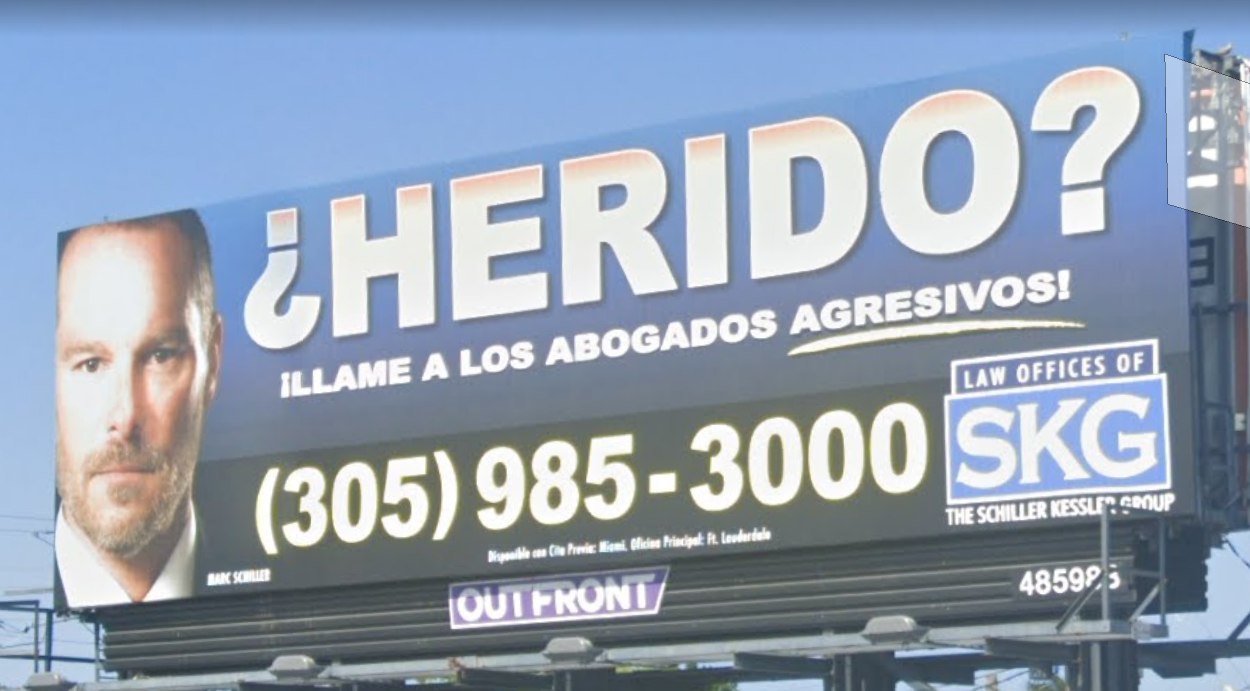 ¿HERIDO?
¡LLAME A LOS ABOGADOS AGRESIVOS!
(305) 985-3000
LAW OFFICES OF
SKG
THE SCHILLER KESSLER GROUP
Disponible con Cita Previa: Miami, Oficina Principal: Ft. Lauderdale
MARC SCHILLER
OUTFRONT